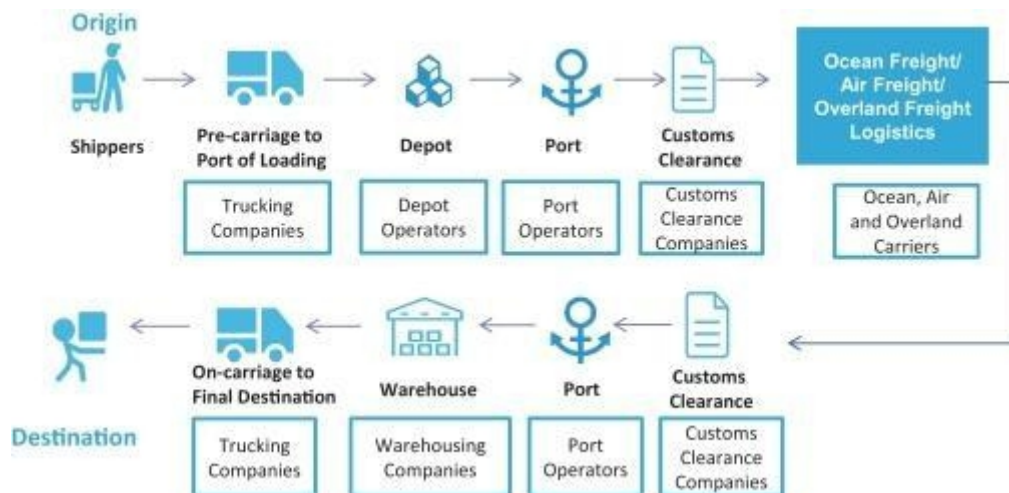 Origin
Shippers
Pre-carriage to
Port of Loading
Depot
Port
Customs
Clearance
Ocean Freight/
Air Freight/
Overland Freight
Logistics
Trucking
Companies
Depot
Operators
Port
Operators
Customs
Clearance
Companies
Ocean, Air
and Overland
Carriers
Destination
On-carriage to
Final Destination
Warehouse
Port
Customs
Clearance
Trucking
Companies
Warehousing
Companies
Port
Operators
Customs
Clearance
Companies